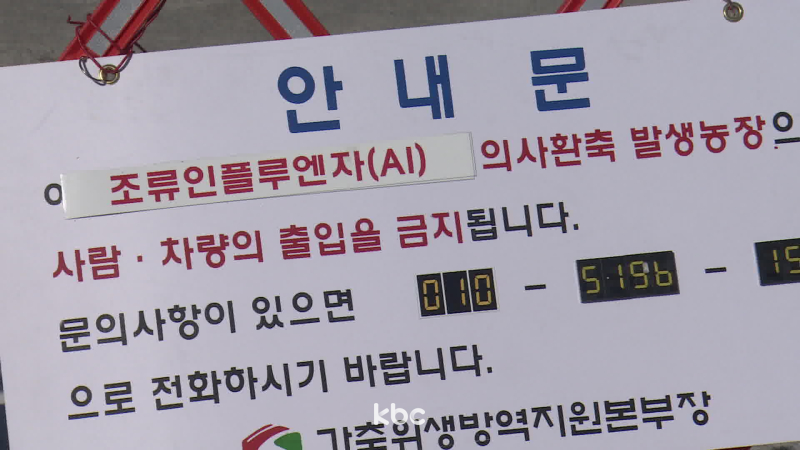 안내문
조류인플루엔자(AI) 의사환축 발생농장으
사람 · 차량의 출입을 금지됩니다.
문의사항이 있으면 010 - 5196 - 15
으로 전화하시기 바랍니다.
kbc
가축위생방역지원본부장